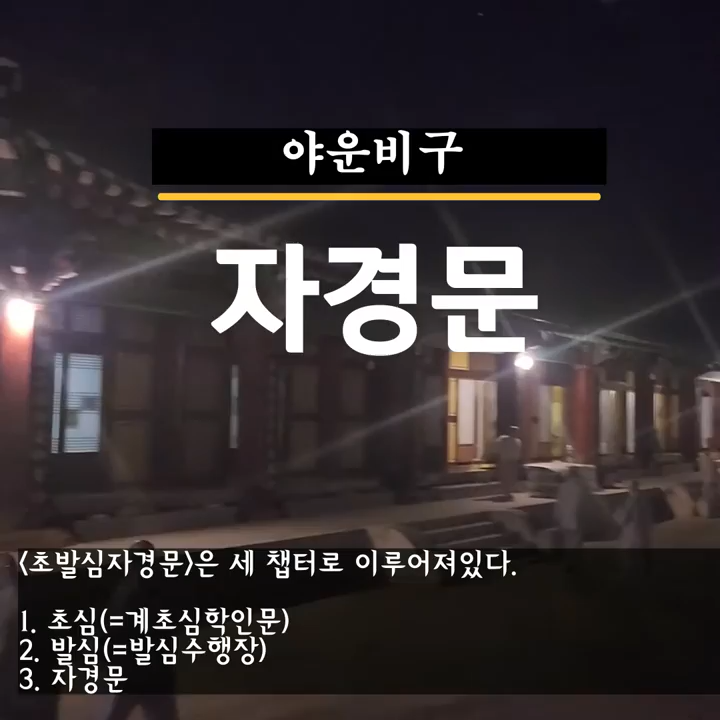 야운비구
자경문
<초발심자경문>은 세 챕터로 이루어져있다.
1. 초심(=계초심학인문)
2. 발심(=발심수행장)
3. 자경문